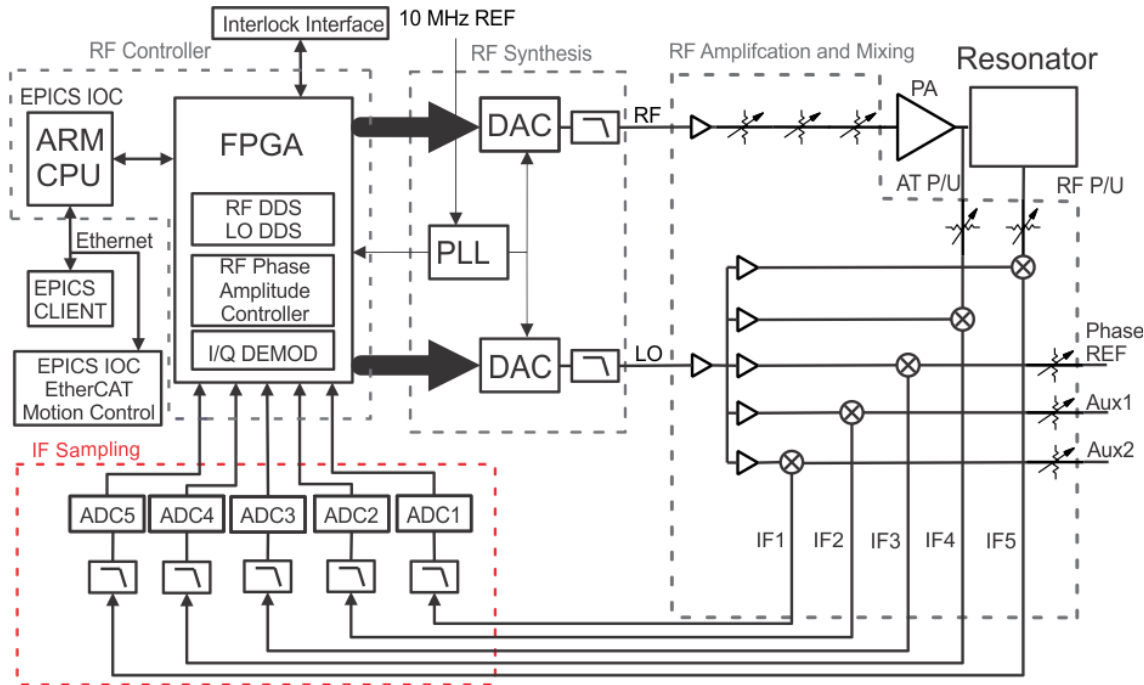 Interlock Interface
10 MHz REF
RF Controller
RF Synthesis
RF Amplifcation and Mixing
Resonator
EPICS IOC
ARM
CPU
FPGA
RF DDS
LO DDS
RF Phase
Amplitude
Controller
I/Q DEMOD
DAC
RF
PA
AT P/U
RF P/U
Ethernet
EPICS
CLIENT
EPICS IOC
EtherCAT
Motion Control
PLL
DAC
LO
Phase
REF
Aux1
Aux2
IF Sampling
ADC5
ADC4
ADC3
ADC2
ADC1
IF1
IF2
IF3
IF4
IF5